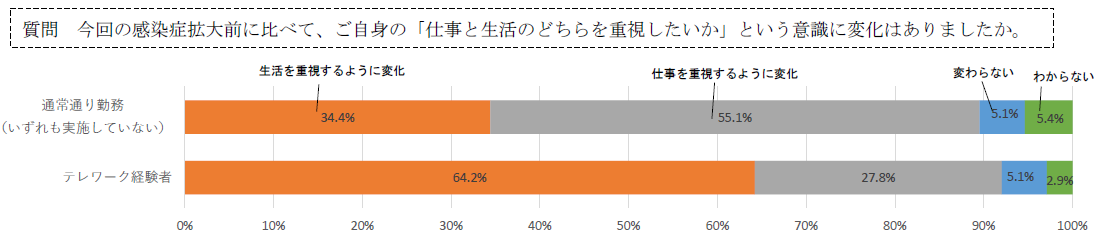 質問　今回の感染症拡大前に比べて、ご自身の「仕事と生活のどちらを重視したいか」という意識に変化はありましたか。
生活を重視するように変化
仕事を重視するように変化
変わらない
わからない
通常通り勤務
（いずれも実施していない）
34.4%
55.1%
5.1%
5.4%
テレワーク経験者
64.2%
27.8%
5.1%
2.9%
0%
10%
20%
30%
40%
50%
60%
70%
80%
90%
100%